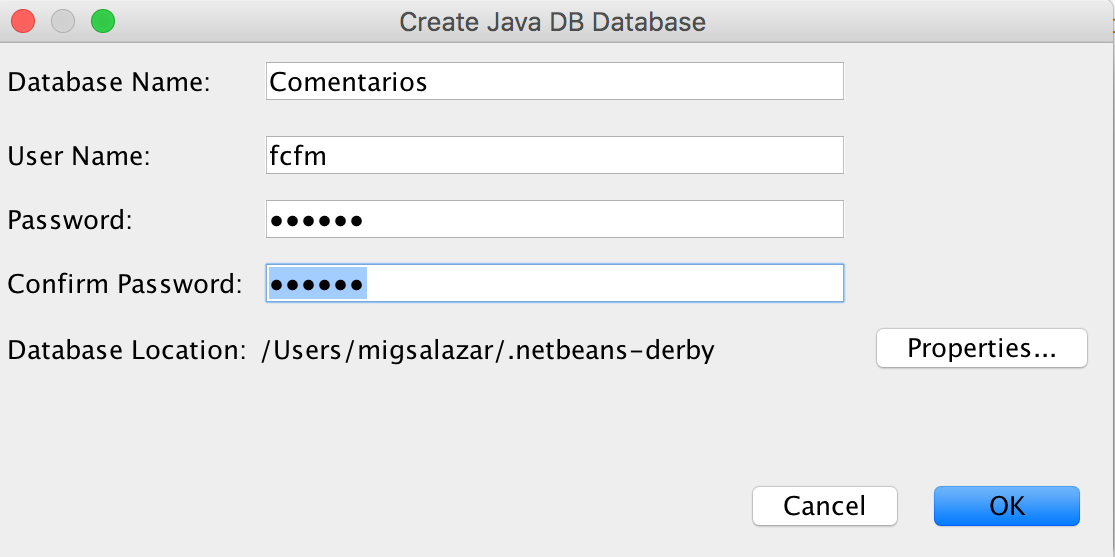 Create Java DB Database
Database Name: Comentarios
User Name: fcfm
Password: ••••••
Confirm Password: ••••••
Database Location: /Users/migsalazar/.netbeans-derby Properties...
Cancel OK